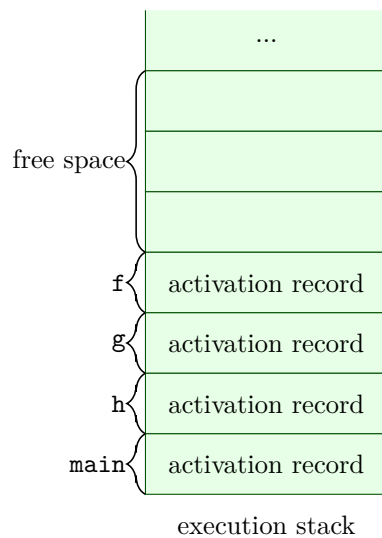 ...
free space
f activation record
g activation record
h activation record
main activation record
execution stack